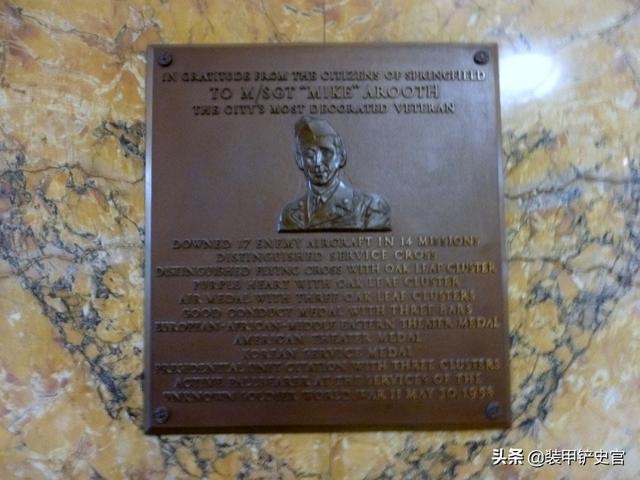 IN GRATITUDE FROM THE CITIZENS OF SPRINGFIELD
TO M/SGT "MIKE" AROOTH
THE CITY'S MOST DECORATED VETERAN
DOWNED 17 ENEMY AIRCRAFT IN 14 MISSIONS
DISTINGUISHED SERVICE CROSS
DISTINGUISHED FLYING CROSS WITH OAK LEAF CLUSTER
PURPLE HEART WITH OAK LEAF CLUSTER
AIR MEDAL WITH THREE OAK LEAF CLUSTERS
GOOD CONDUCT MEDAL WITH THREE BARS
EUROPEAN-AFRICAN-MIDDLE EASTERN THEATER MEDAL
AMERICAN THEATER MEDAL
KOREAN SERVICE MEDAL
PRESIDENTIAL UNIT CITATION WITH THREE CLUSTERS
ACTIVE PALLBEARER AT THE SERVICES OF THE
UNKNOWN SOLDIER WORLD WAR II MAY 30 1958
头条 @装甲铲史官